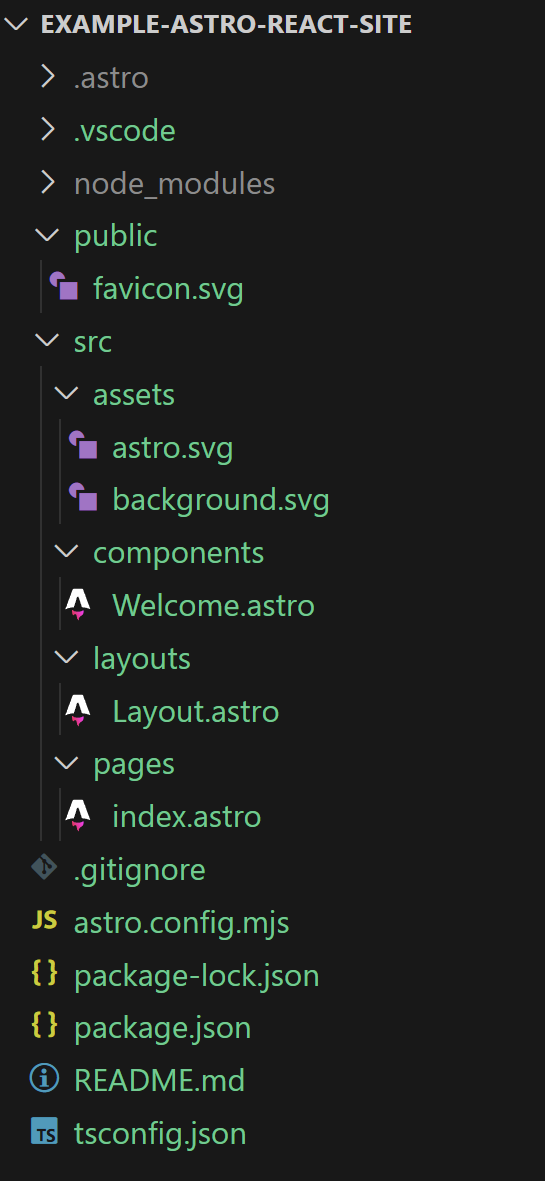 EXAMPLE-ASTRO-REACT-SITE
.astro
.vscode
node_modules
public
favicon.svg
src
assets
astro.svg
background.svg
components
Welcome.astro
layouts
Layout.astro
pages
index.astro
.gitignore
JS astro.config.mjs
{ } package-lock.json
{ } package.json
README.md
TS tsconfig.json